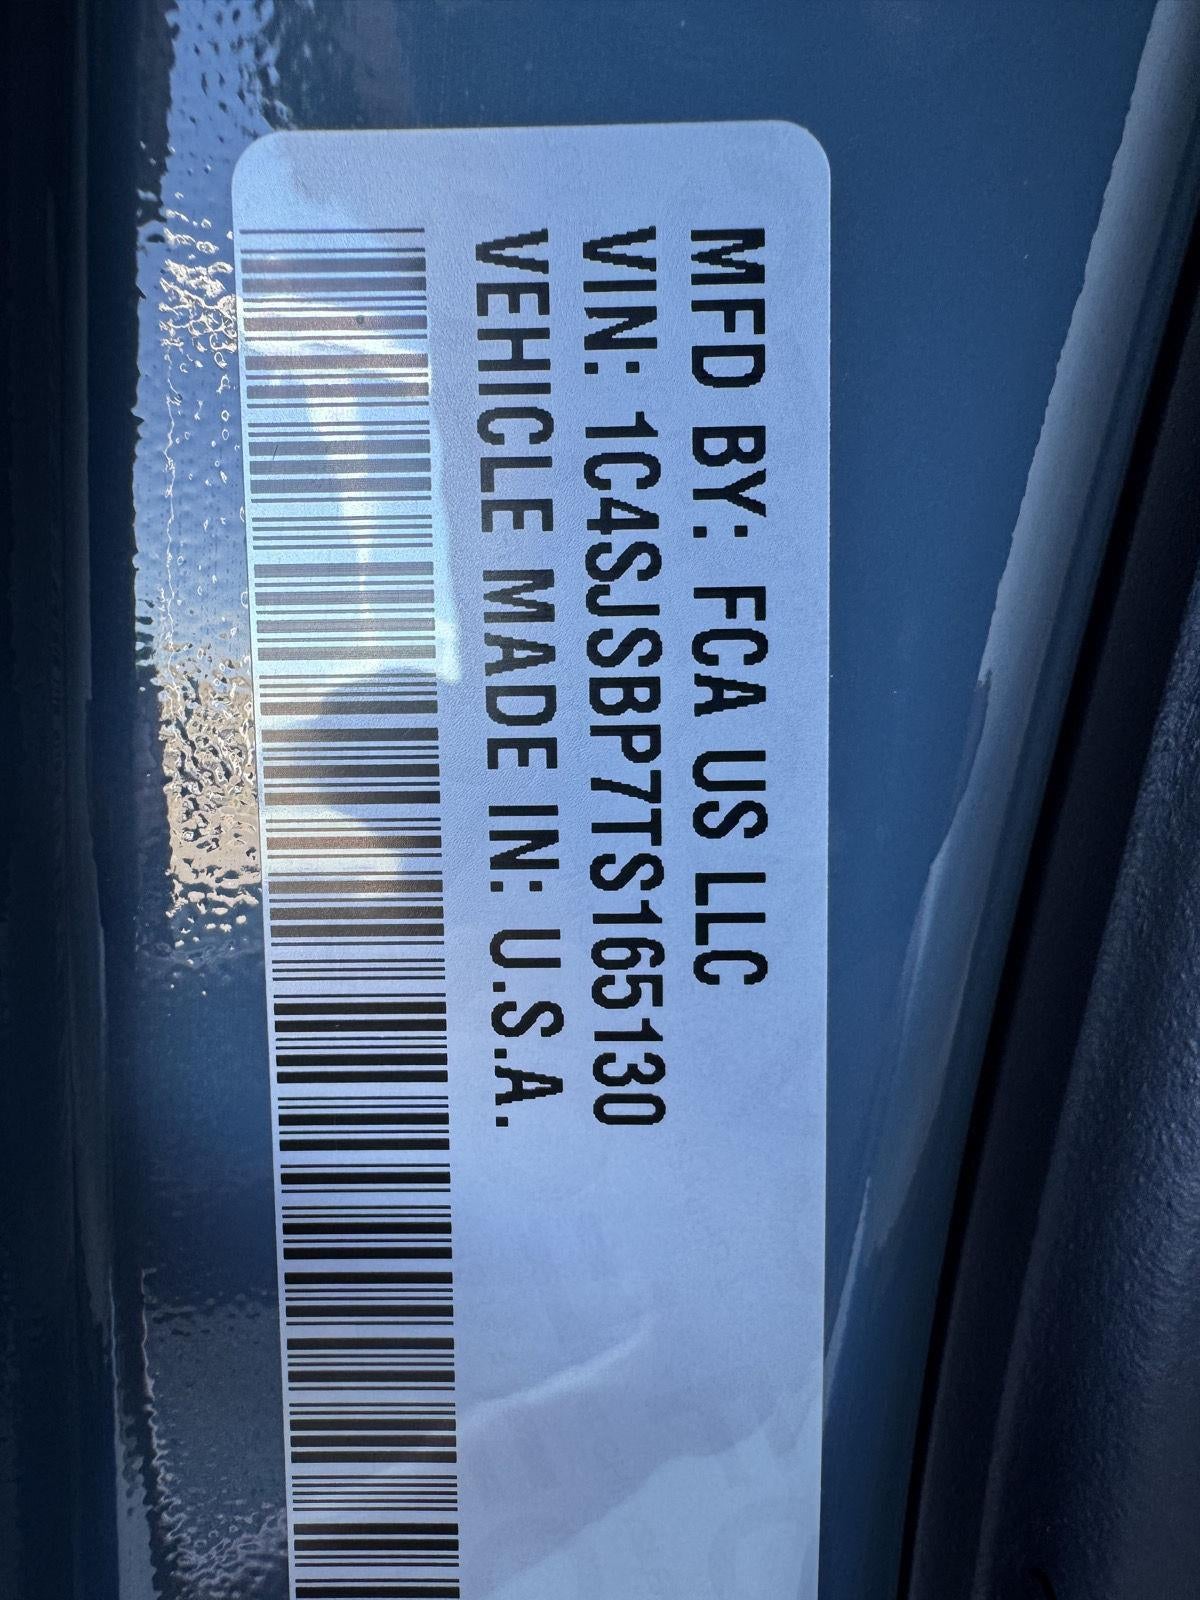 MFD BY: FCA US LLC
VIN: 1C4SJSBP7TS165130
VEHICLE MADE IN: U.S.A.